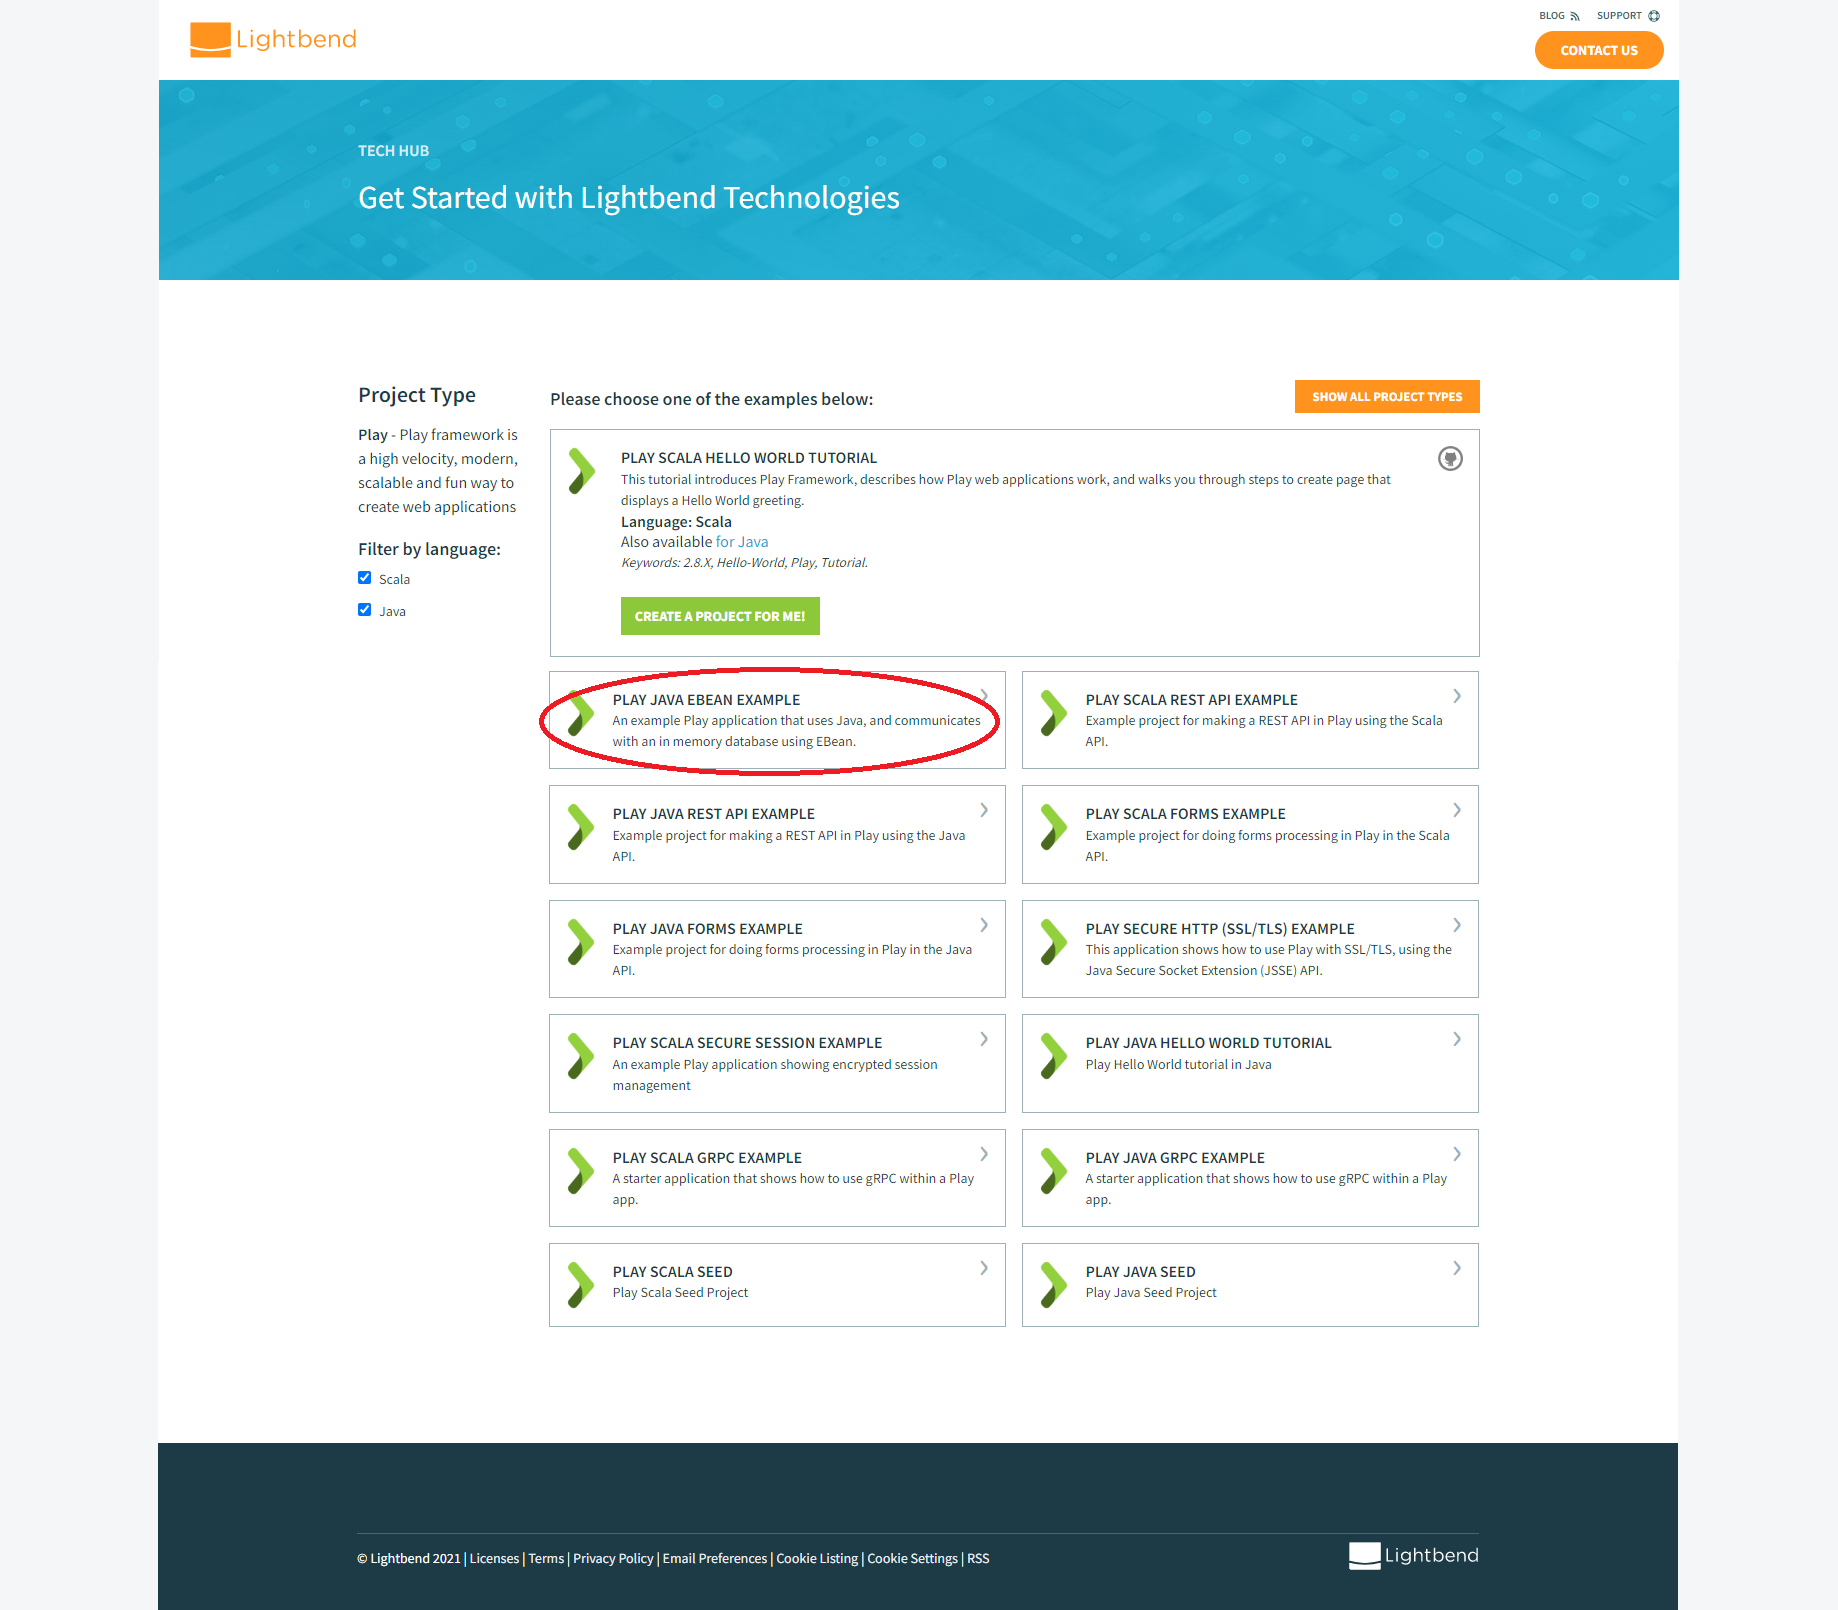 Lightbend
BLOG
SUPPORT
CONTACT US
TECH HUB
Get Started with Lightbend Technologies
Project Type
Play - Play framework is
a high velocity, modern,
scalable and fun way to
create web applications
Filter by language:
Scala
Java
Please choose one of the examples below:
SHOW ALL PROJECT TYPES
PLAY SCALA HELLO WORLD TUTORIAL
This tutorial introduces Play Framework, describes how Play web applications work, and walks you through steps to create page that
displays a Hello World greeting.
Language: Scala
Also available for Java
Keywords: 2.8.X, Hello-World, Play, Tutorial.
CREATE A PROJECT FOR ME!
PLAY JAVA EBEAN EXAMPLE
An example Play application that uses Java, and communicates
with an in memory database using EBean.
PLAY SCALA REST API EXAMPLE
Example project for making a REST API in Play using the Scala
API.
PLAY JAVA REST API EXAMPLE
Example project for making a REST API in Play using the Java
API.
PLAY SCALA FORMS EXAMPLE
Example project for doing forms processing in Play in the Scala
API.
PLAY JAVA FORMS EXAMPLE
Example project for doing forms processing in Play in the Java
API.
PLAY SECURE HTTP (SSL/TLS) EXAMPLE
This application shows how to use Play with SSL/TLS, using the
Java Secure Socket Extension (JSSE) API.
PLAY SCALA SECURE SESSION EXAMPLE
An example Play application showing encrypted session
management
PLAY JAVA HELLO WORLD TUTORIAL
Play Hello World tutorial in Java
PLAY SCALA GRPC EXAMPLE
A starter application that shows how to use gRPC within a Play
app.
PLAY JAVA GRPC EXAMPLE
A starter application that shows how to use gRPC within a Play
app.
PLAY SCALA SEED
Play Scala Seed Project
PLAY JAVA SEED
Play Java Seed Project
© Lightbend 2021 | Licenses | Terms | Privacy Policy | Email Preferences | Cookie Listing | Cookie Settings | RSS
Lightbend